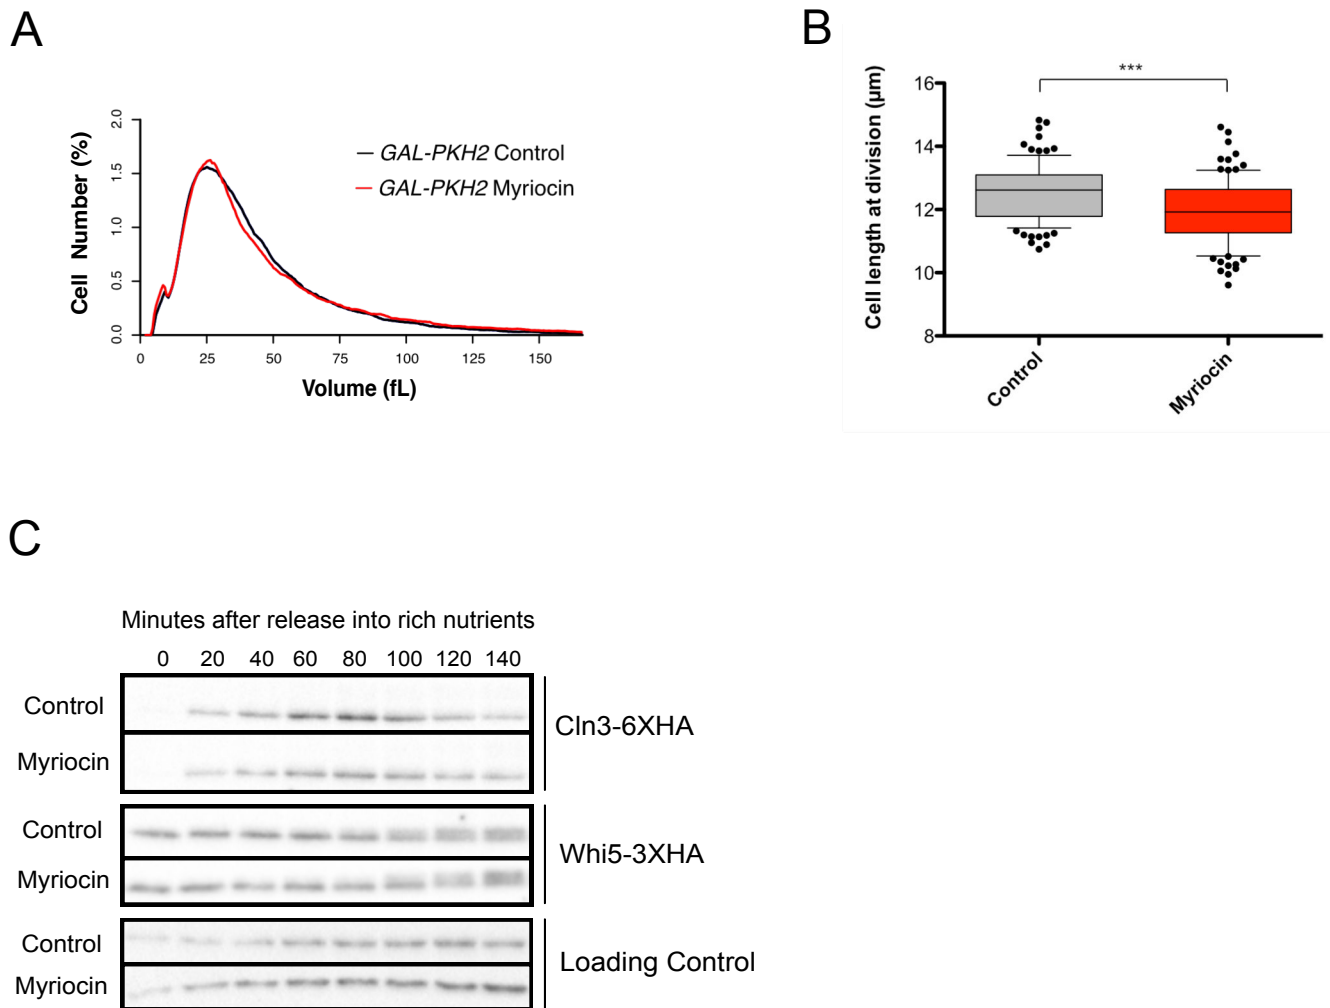 A
Cell Number (%)
2.0
1.5
1.0
0.5
0.0
GAL-PKH2 Control
GAL-PKH2 Myriocin
0 25 50 75 100 125 150
Volume (fL)
B
Cell length at division (μm)
***
16
14
12
10
8
Control Myriocin
C
Minutes after release into rich nutrients
0 20 40 60 80 100 120 140
Control
Myriocin
Cln3-6XHA
Control
Myriocin
Whi5-3XHA
Control
Myriocin
Loading Control